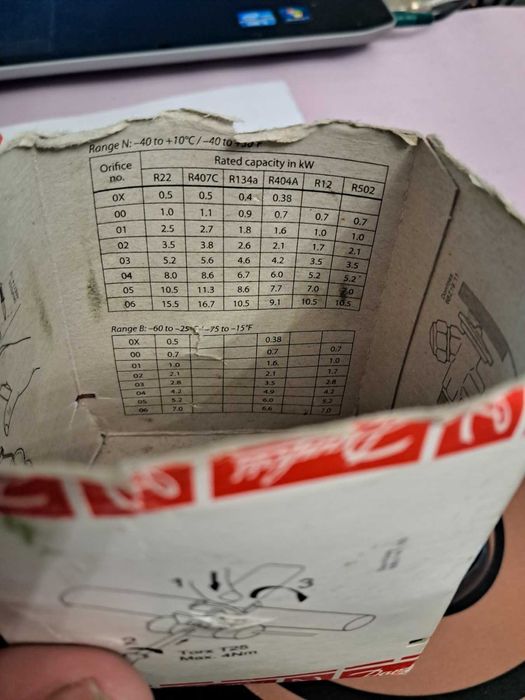 Range N: -40 to +10°C / -40 to +50°F
Orifice no. Rated capacity in kW
R22 R407C R134a R404A R12 R502
0X 0.5 0.5 0.4 0.38
00 1.0 1.1 0.9 0.7 0.7 0.7
01 2.5 2.7 1.8 1.6 1.0 1.0
02 3.5 3.8 2.6 2.1 1.7 2.1
03 5.2 5.6 4.6 4.2 3.5 3.5
04 8.0 8.6 6.7 6.0 5.2 5.2
05 10.5 11.3 8.6 7.7 7.0 7.0
06 15.5 16.7 10.5 9.1 10.5 10.5
Range B: -60 to -25°C / -75 to -15°F
0X 0.5 0.38
00 0.7 0.7 0.7
01 1.0 1.6 1.0
02 2.1 2.1 1.7
03 2.8 3.5 2.8
04 4.2 4.9 4.2
05 5.2 6.0 5.2
06 7.0 6.6 7.0
Danfoss
1
3
2
Torx T25
Max. 4Nm